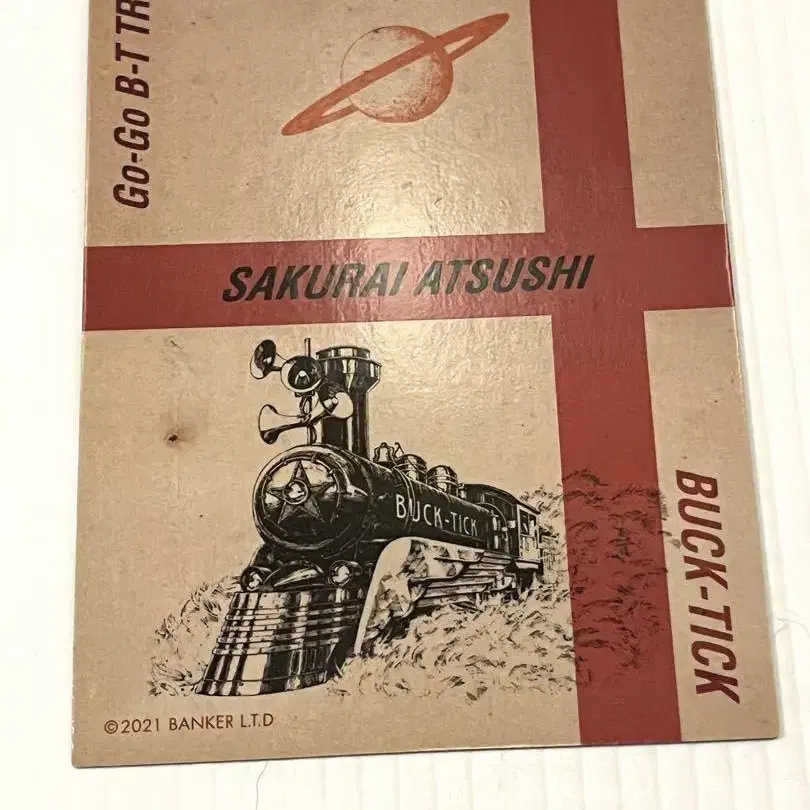 Go-Go B-T TR
SAKURAI ATSUSHI
BUCK-TICK
BUCK-TICK
©2021 BANKER L.T.D